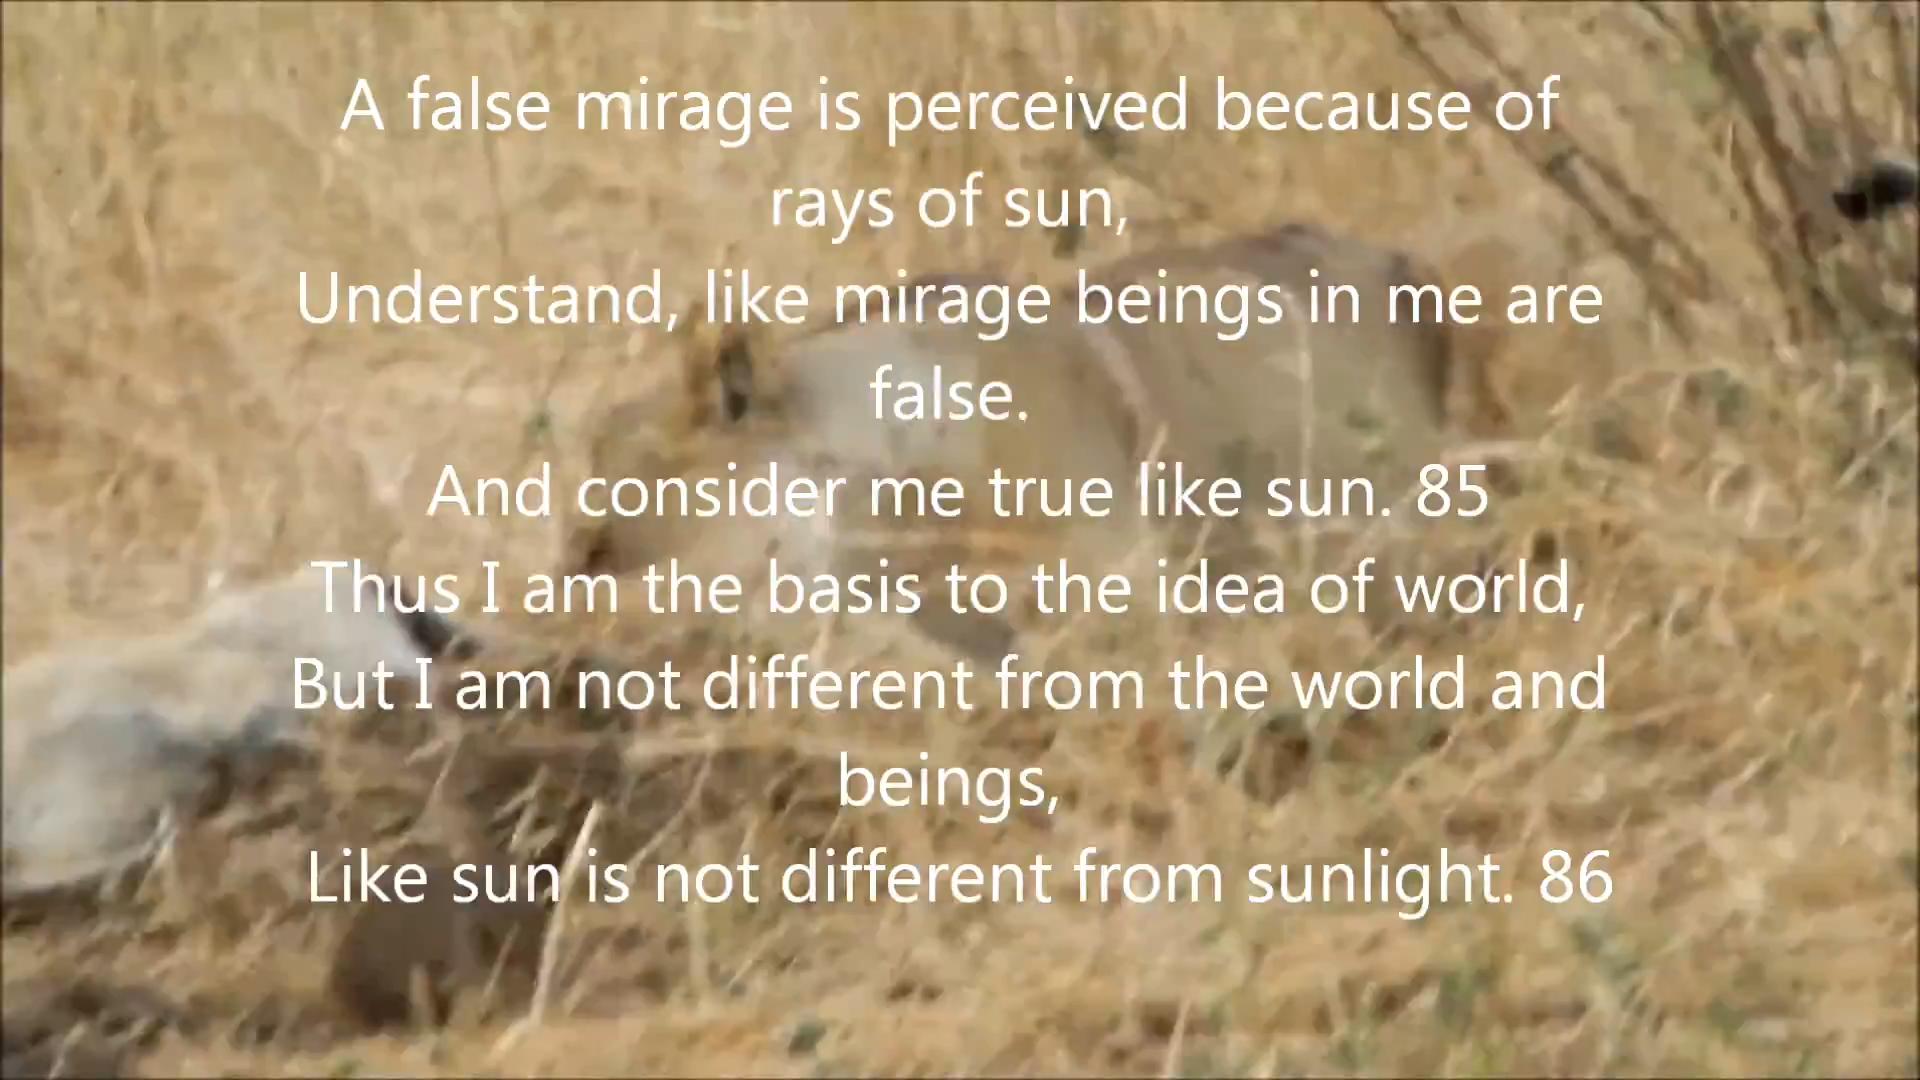 A false mirage is perceived because of
rays of sun,
Understand, like mirage beings in me are
false.
And consider me true like sun. 85
Thus I am the basis to the idea of world,
But I am not different from the world and
beings,
Like sun is not different from sunlight. 86